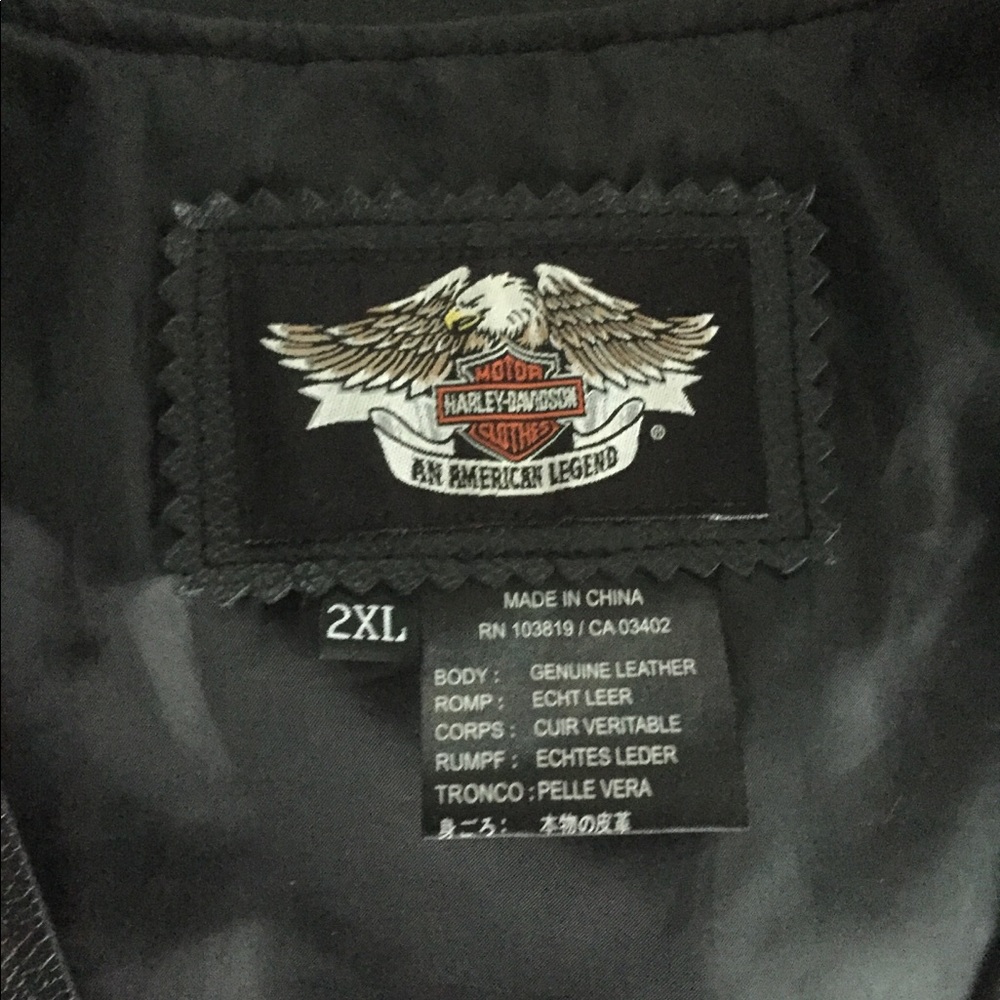 MOTOR
HARLEY-DAVIDSON
CLOTHES
AN AMERICAN LEGEND
®
2XL
MADE IN CHINA
RN 103819 / CA 03402
BODY : GENUINE LEATHER
ROMP : ECHT LEER
CORPS : CUIR VERITABLE
RUMPF : ECHTES LEDER
TRONCO : PELLE VERA
身ごろ : 本物の皮革